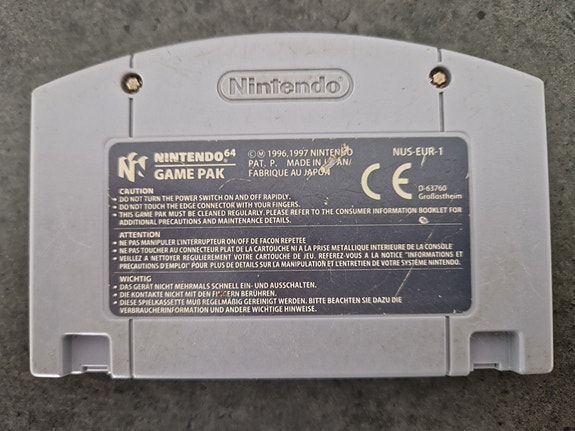 Nintendo
NINTENDO 64
GAME PAK
©Ⓜ 1996,1997 NINTENDO
PAT. P. MADE IN JAPAN/
FABRIQUE AU JAPON
NUS-EUR-1
CE
D-63760
Großostheim
CAUTION
• DO NOT TURN THE POWER SWITCH ON AND OFF RAPIDLY.
• DO NOT TOUCH THE EDGE CONNECTOR WITH YOUR FINGERS.
• THIS GAME PAK MUST BE CLEANED REGULARLY. PLEASE REFER TO THE CONSUMER INFORMATION BOOKLET FOR
ADDITIONAL PRECAUTIONS AND MAINTENANCE DETAILS.
ATTENTION
• NE PAS MANIPULER L'INTERRUPTEUR ON/OFF DE FACON REPETEE
• NE PAS TOUCHER AU CONNECTEUR PLAT DE LA CARTOUCHE NI A LA PRISE METALLIQUE INTERIEURE DE LA CONSOLE
• VEILLEZ A NETTOYER REGULIEREMENT VOTRE CARTOUCHE DE JEU. REFEREZ-VOUS A LA NOTICE "INFORMATIONS ET
PRECAUTIONS D'EMPLOI" POUR PLUS DE DETAILS SUR LA MANIPULATION ET L'ENTRETIEN DE VOTRE SYSTÈME NINTENDO.
WICHTIG
• DAS GERÄT NICHT MEHRMALS SCHNELL EIN- UND AUSSCHALTEN.
• DIE KONTAKTE NICHT MIT DEN FINGERN BERÜHREN.
• DIESE SPIELKASSETTE MUß REGELMÄßIG GEREINIGT WERDEN. BITTE BEACHTEN SIE DAZU DIE
VERBRAUCHERINFORMATION UND ANDERE WICHTIGE HINWEISE.